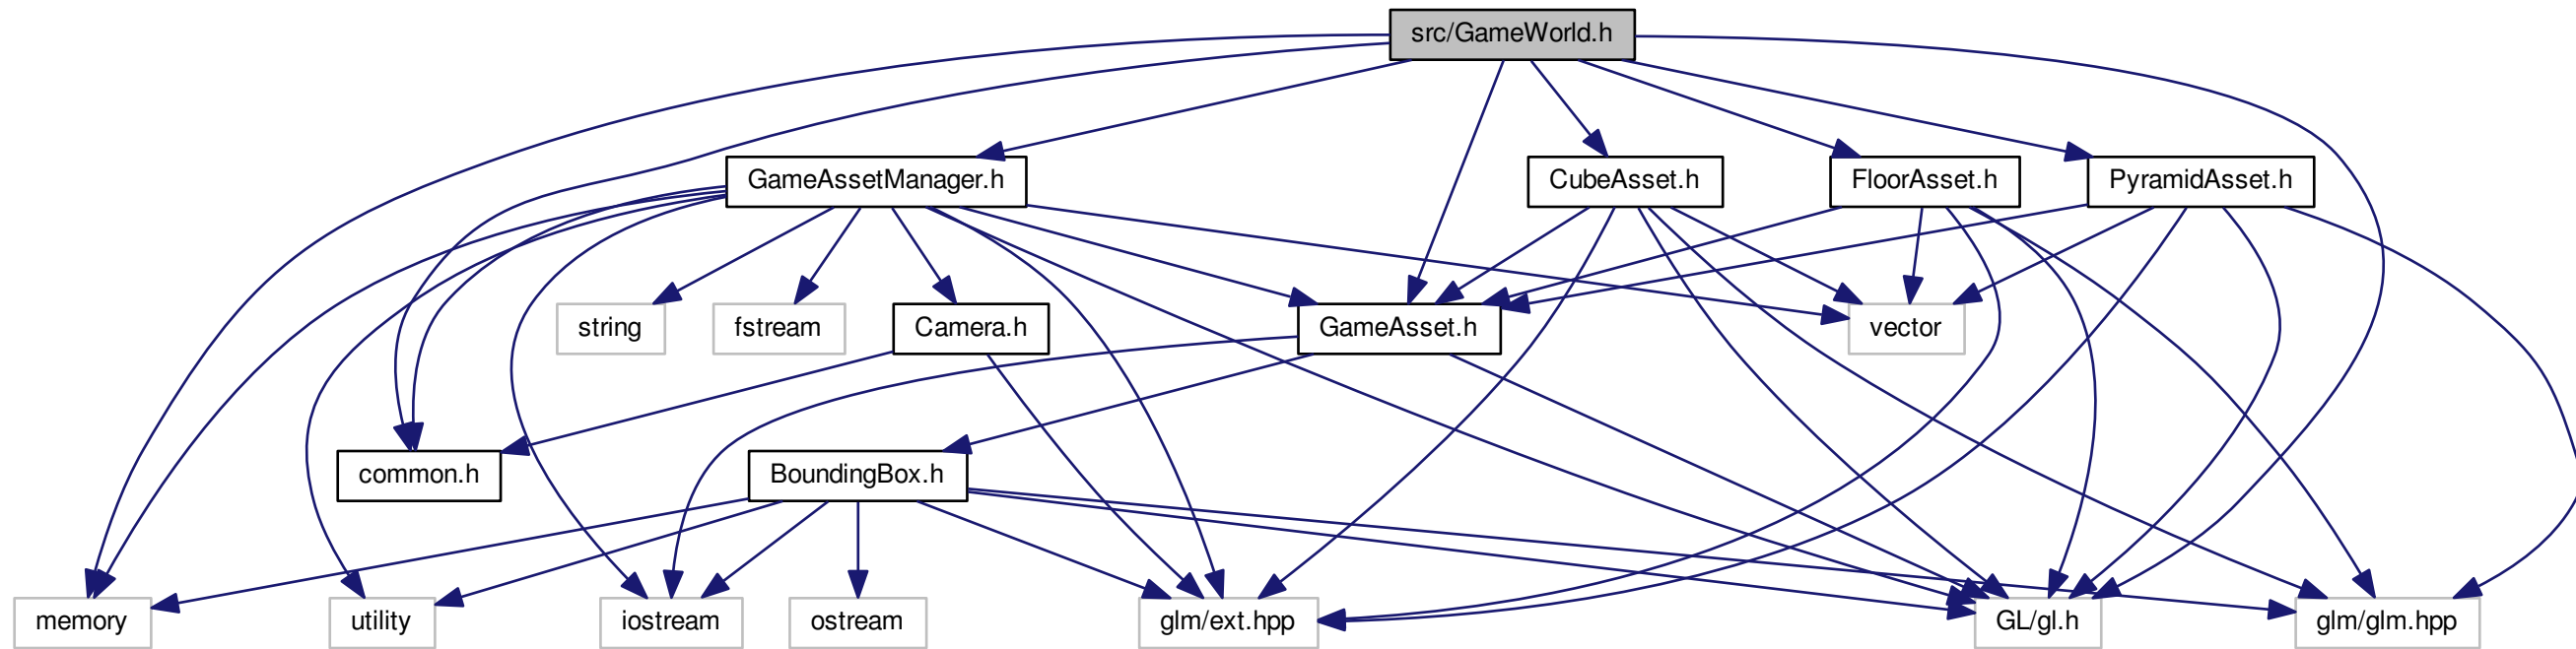 src/GameWorld.h
GameAssetManager.h
CubeAsset.h
FloorAsset.h
PyramidAsset.h
string
fstream
Camera.h
GameAsset.h
vector
common.h
BoundingBox.h
memory
utility
iostream
ostream
glm/ext.hpp
GL/gl.h
glm/glm.hpp